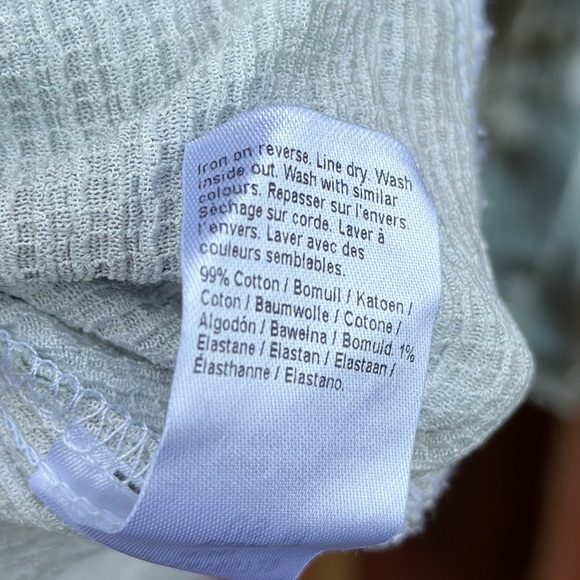 Iron on reverse. Line dry. Wash
inside out. Wash with similar
colours. Repasser sur l'envers.
Séchage sur corde. Laver à
l'envers. Laver avec des
couleurs semblables.
99% Cotton / Bomull / Katoen /
Coton / Baumwolle / Cotone /
Algodón / Bawełna / Bomuld. 1%
Elastane / Elastan / Elastaan /
Élasthanne / Elastano.